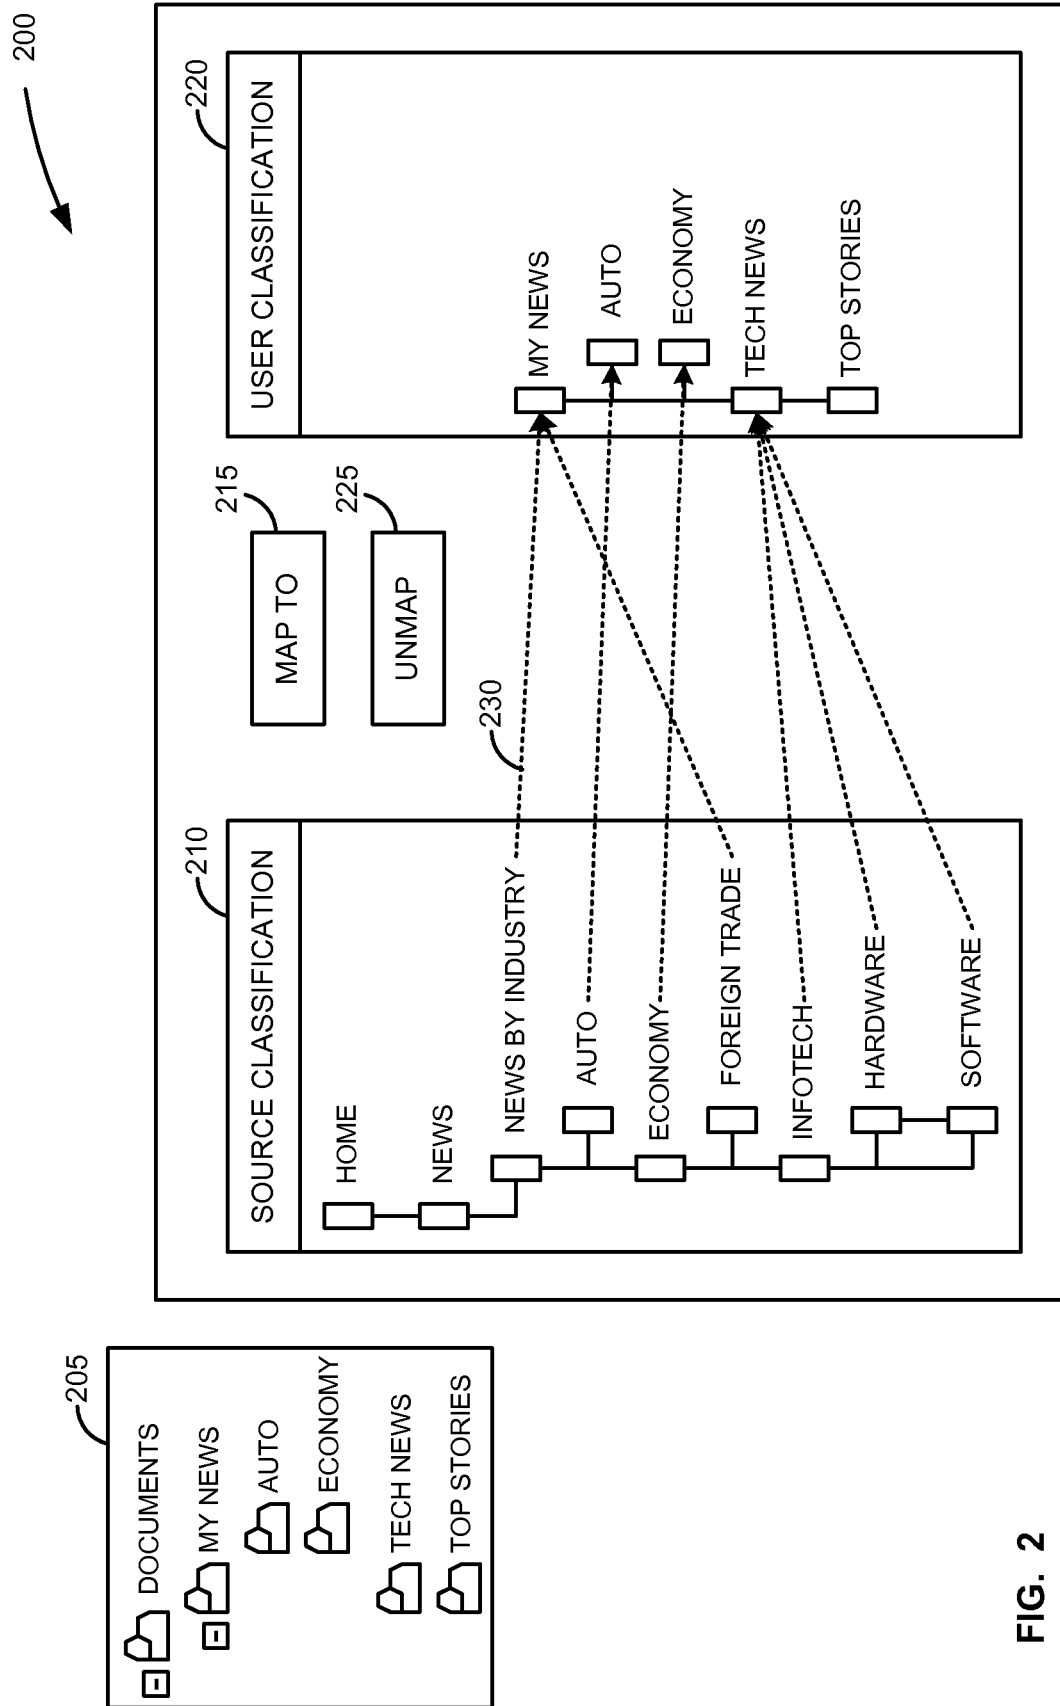 200
205
DOCUMENTS
MY NEWS
AUTO
ECONOMY
TECH NEWS
TOP STORIES
210
SOURCE CLASSIFICATION
HOME
NEWS
NEWS BY INDUSTRY
AUTO
ECONOMY
FOREIGN TRADE
INFOTECH
HARDWARE
SOFTWARE
215
MAP TO
225
UNMAP
230
220
USER CLASSIFICATION
MY NEWS
AUTO
ECONOMY
TECH NEWS
TOP STORIES
FIG. 2